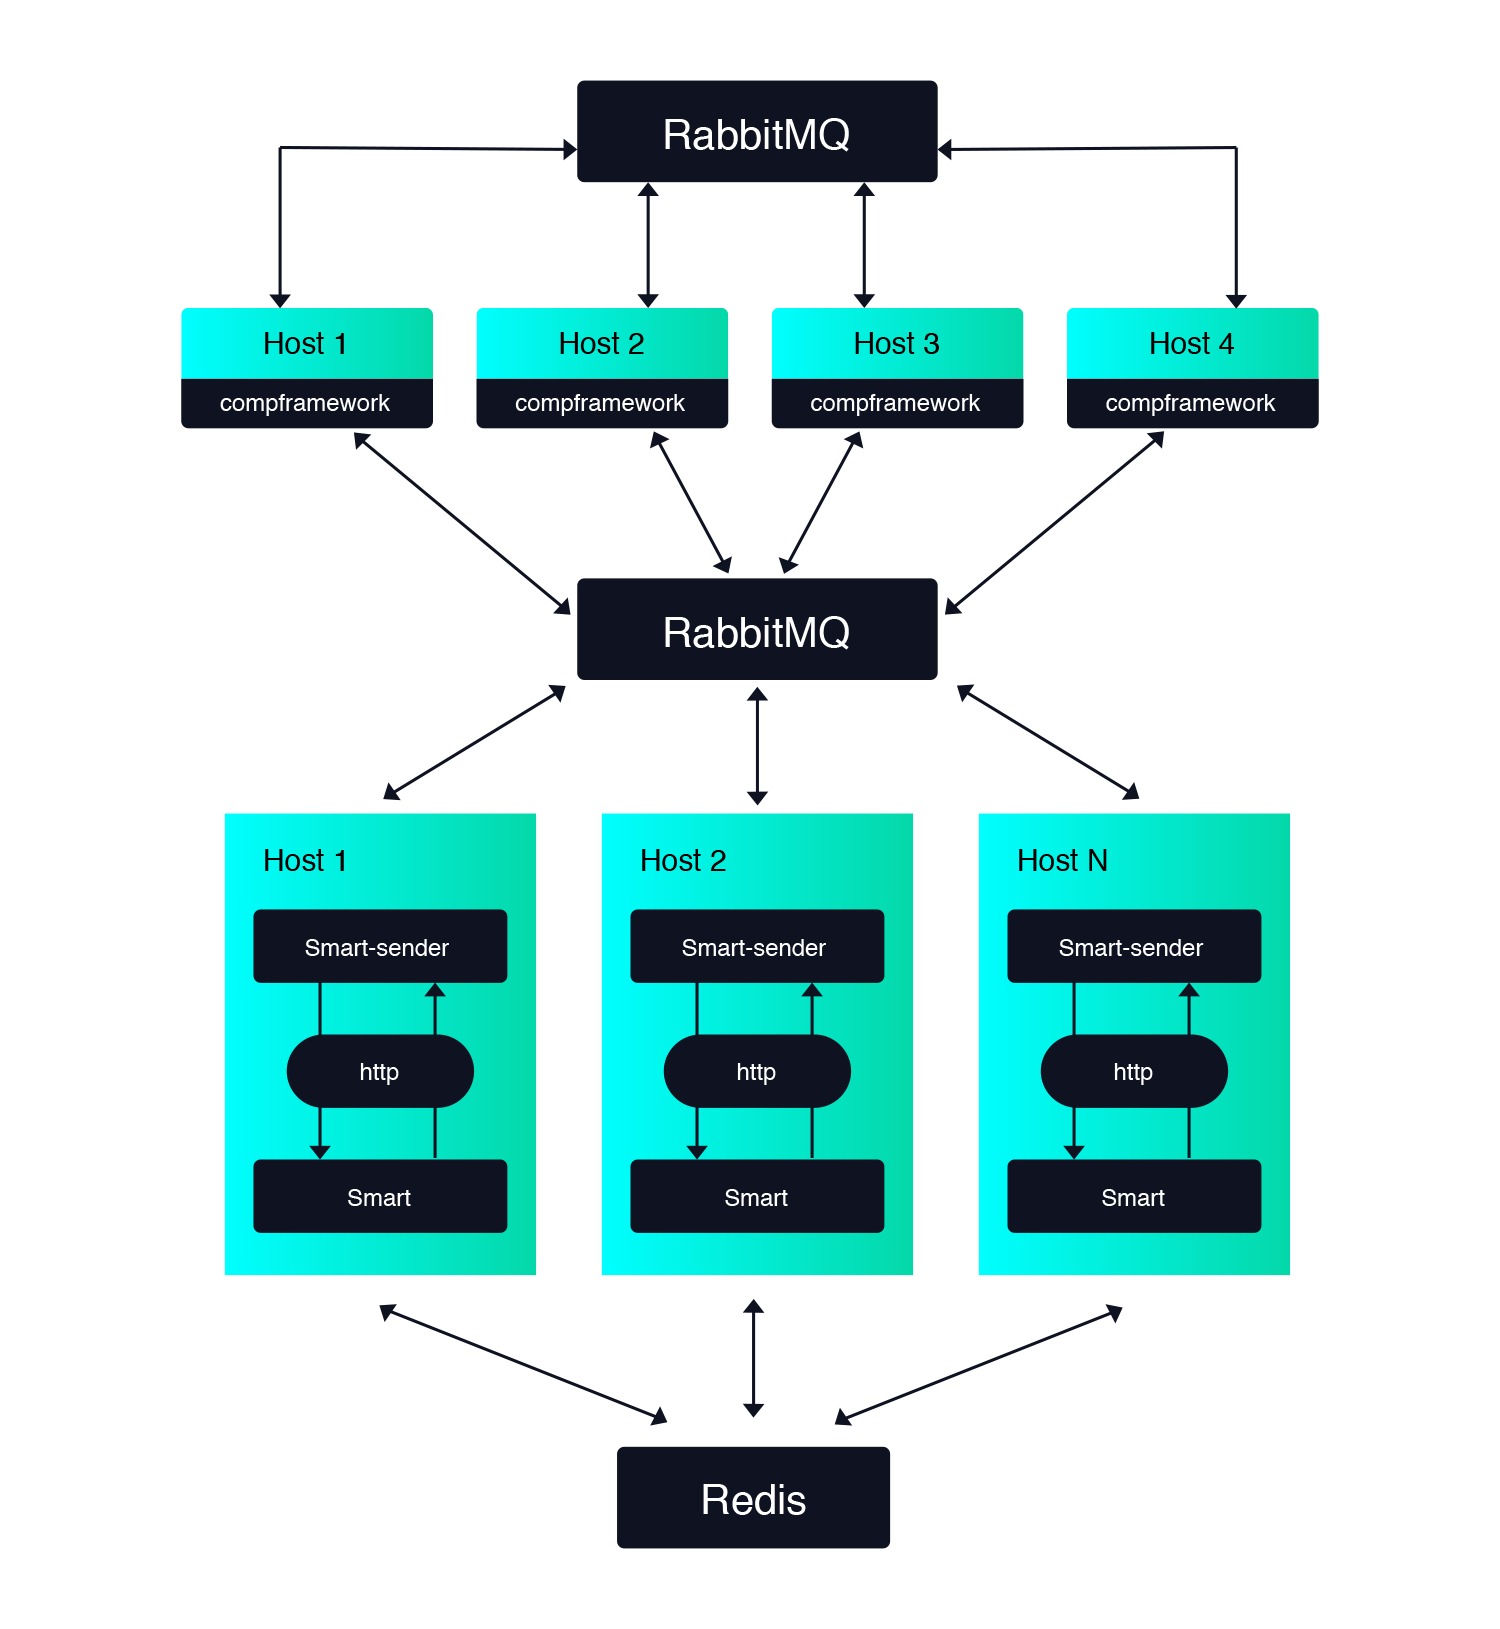 RabbitMQ
Host 1
Host 2
Host 3
Host 4
compframework
compframework
compframework
compframework
RabbitMQ
Host 1
Host 2
Host N
Smart-sender
Smart-sender
Smart-sender
http
http
http
Smart
Smart
Smart
Redis